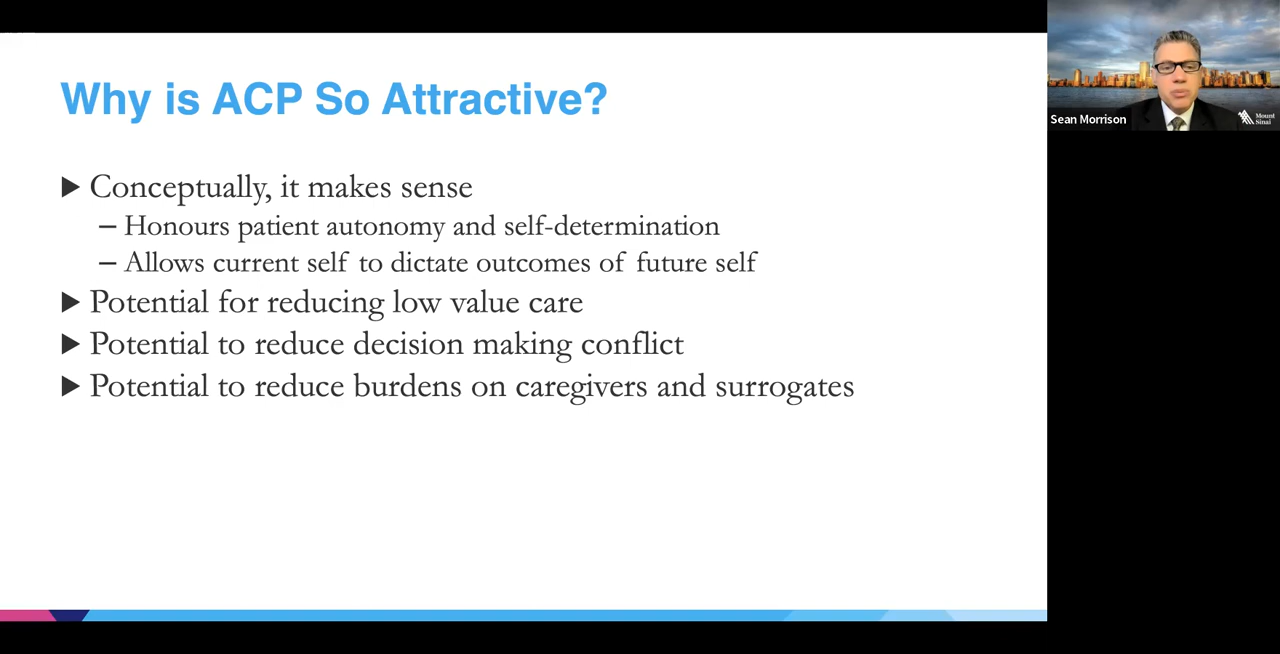 Why is ACP So Attractive?
▶ Conceptually, it makes sense
– Honours patient autonomy and self-determination
– Allows current self to dictate outcomes of future self
▶ Potential for reducing low value care
▶ Potential to reduce decision making conflict
▶ Potential to reduce burdens on caregivers and surrogates
Sean Morrison
Mount
Sinai